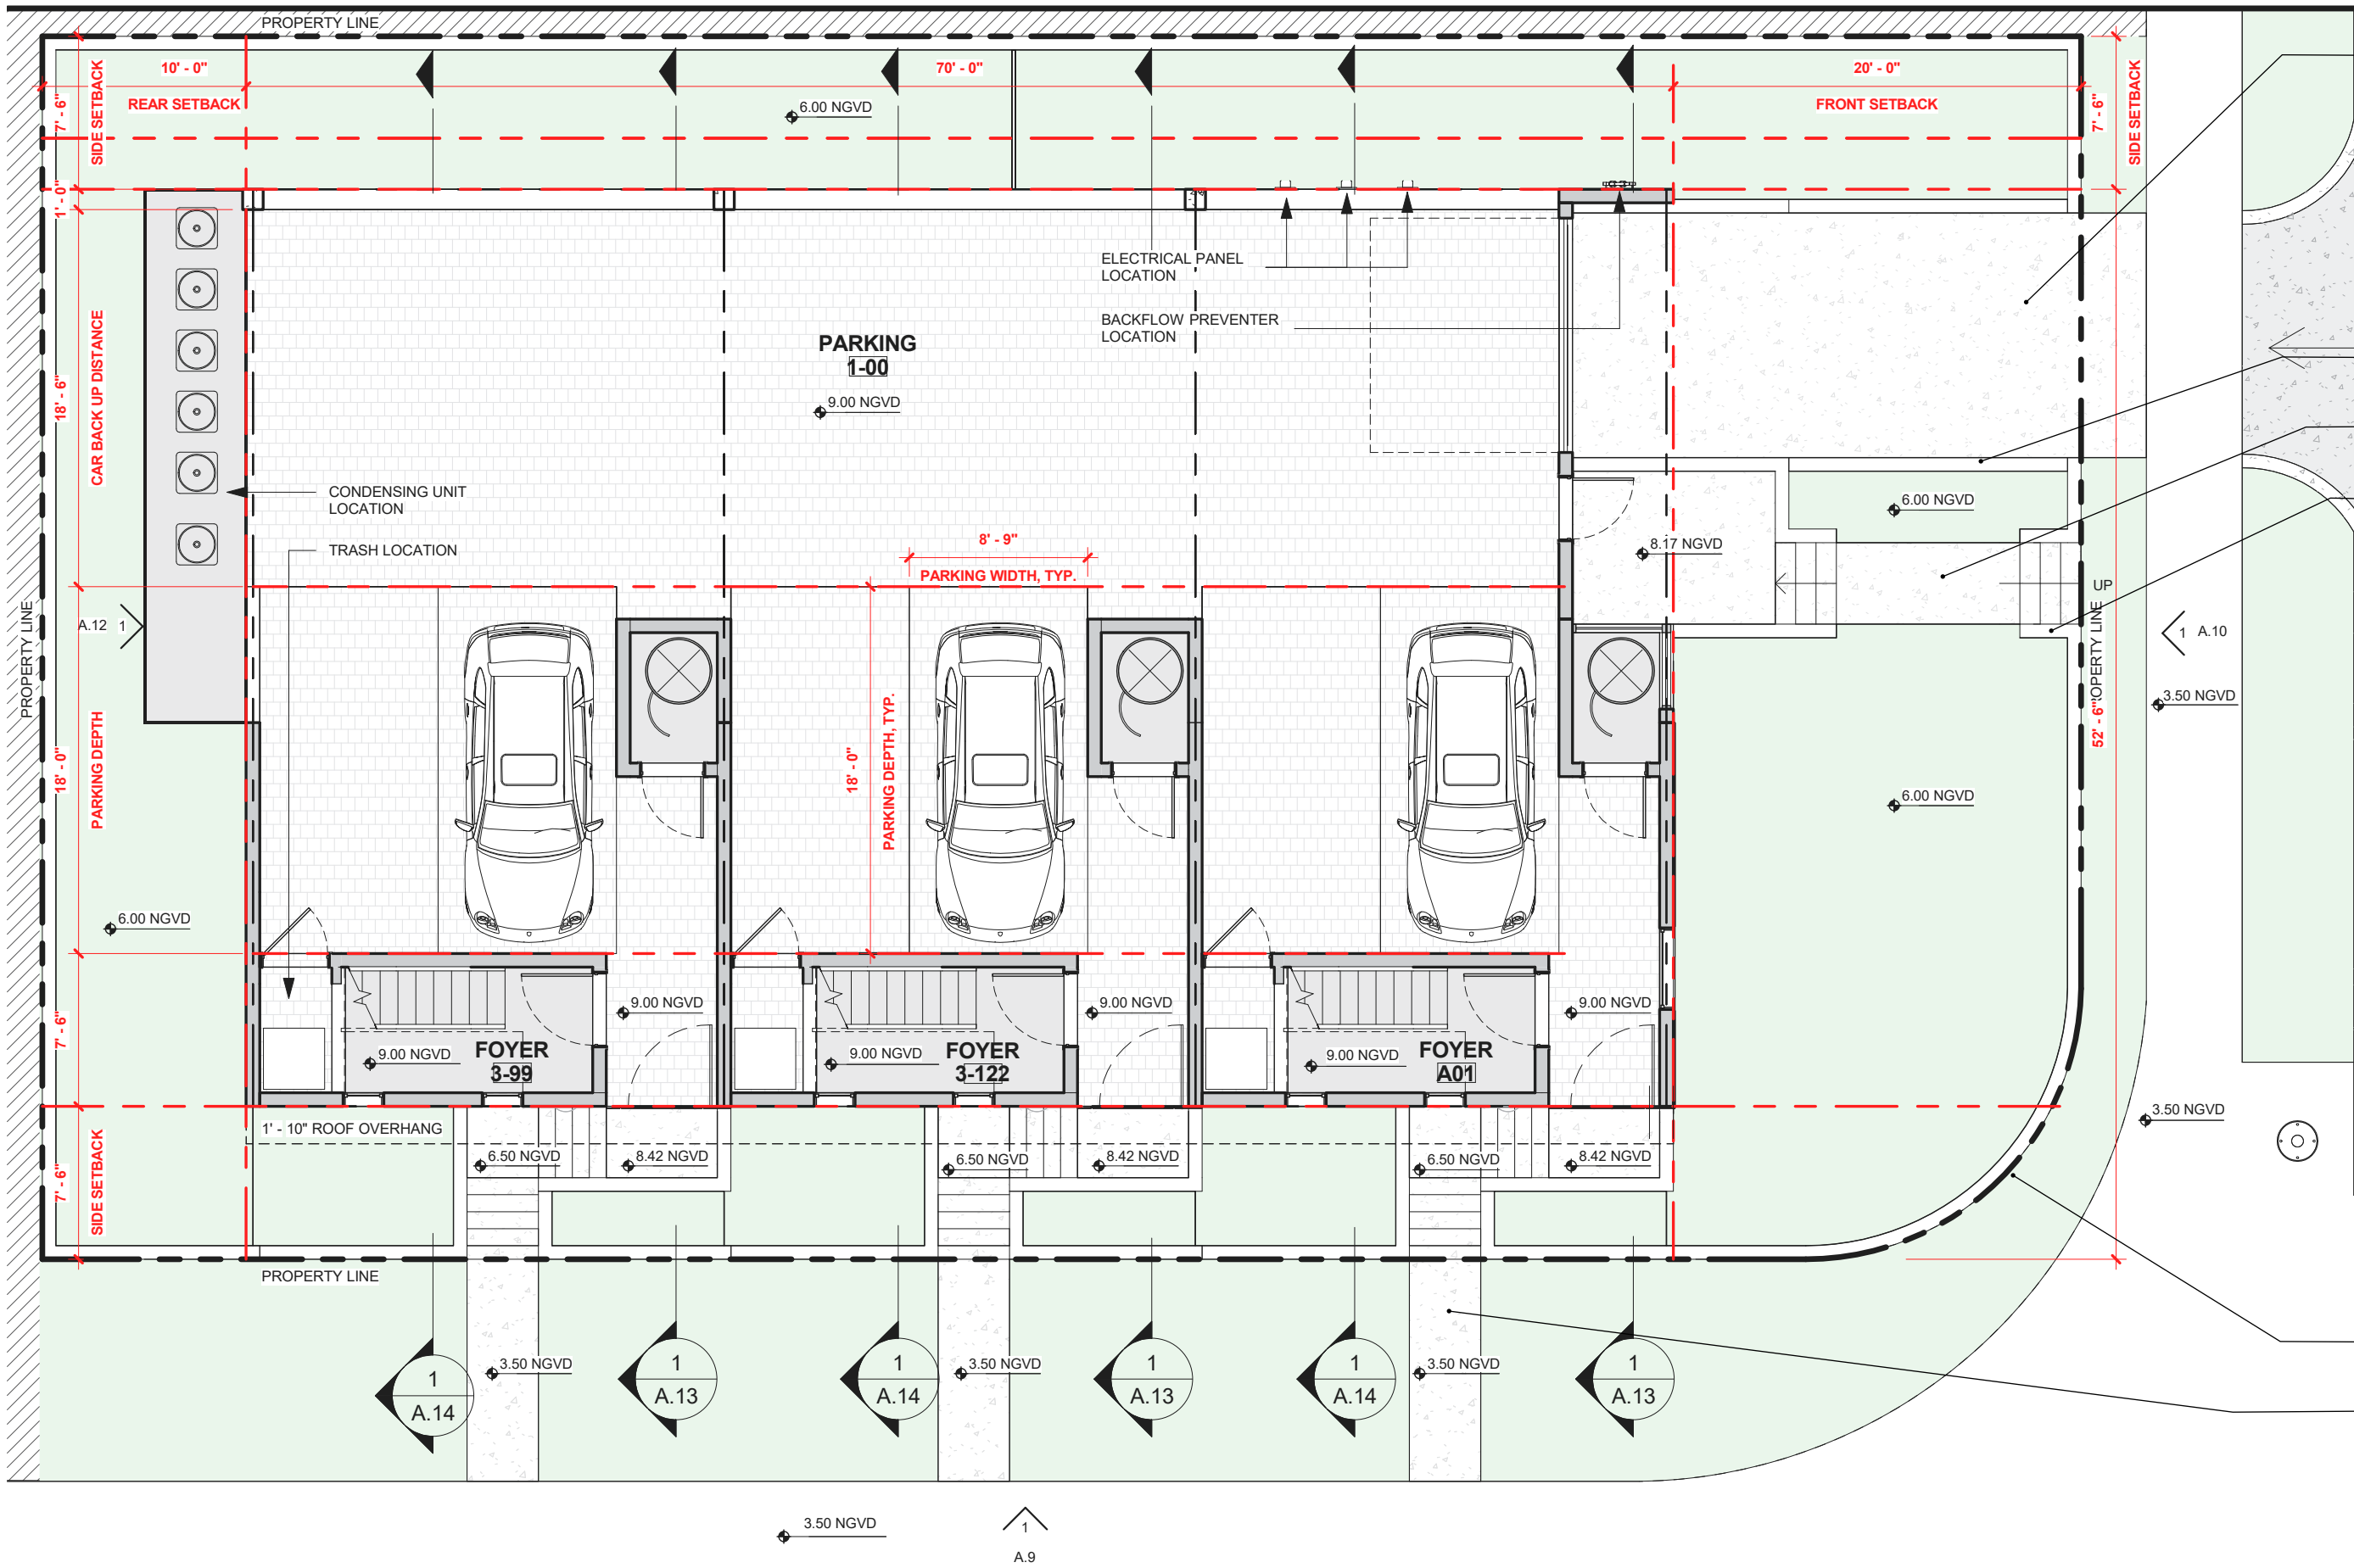 PROPERTY LINE
10' - 0"
70' - 0"
20' - 0"
REAR SETBACK
FRONT SETBACK
7' - 6"
SIDE SETBACK
7' - 6"
SIDE SETBACK
6.00 NGVD
1' - 0"
ELECTRICAL PANEL
LOCATION
BACKFLOW PREVENTER
LOCATION
PARKING
1-00
9.00 NGVD
18' - 6"
CAR BACK UP DISTANCE
CONDENSING UNIT
LOCATION
TRASH LOCATION
6.00 NGVD
8.17 NGVD
8' - 9"
PARKING WIDTH, TYP.
UP
PROPERTY LINE
A.12 1
PROPERTY LINE
1 A.10
3.50 NGVD
52' - 6"
18' - 0"
PARKING DEPTH
18' - 0"
PARKING DEPTH, TYP.
6.00 NGVD
6.00 NGVD
7' - 6"
9.00 NGVD
9.00 NGVD
9.00 NGVD
9.00 NGVD
FOYER
3-99
9.00 NGVD
FOYER
3-122
9.00 NGVD
FOYER
A01
3.50 NGVD
1' - 10" ROOF OVERHANG
7' - 6"
SIDE SETBACK
6.50 NGVD
8.42 NGVD
6.50 NGVD
8.42 NGVD
6.50 NGVD
8.42 NGVD
PROPERTY LINE
3.50 NGVD
3.50 NGVD
3.50 NGVD
1
A.14
1
A.13
1
A.14
1
A.13
1
A.14
1
A.13
3.50 NGVD
1
A.9